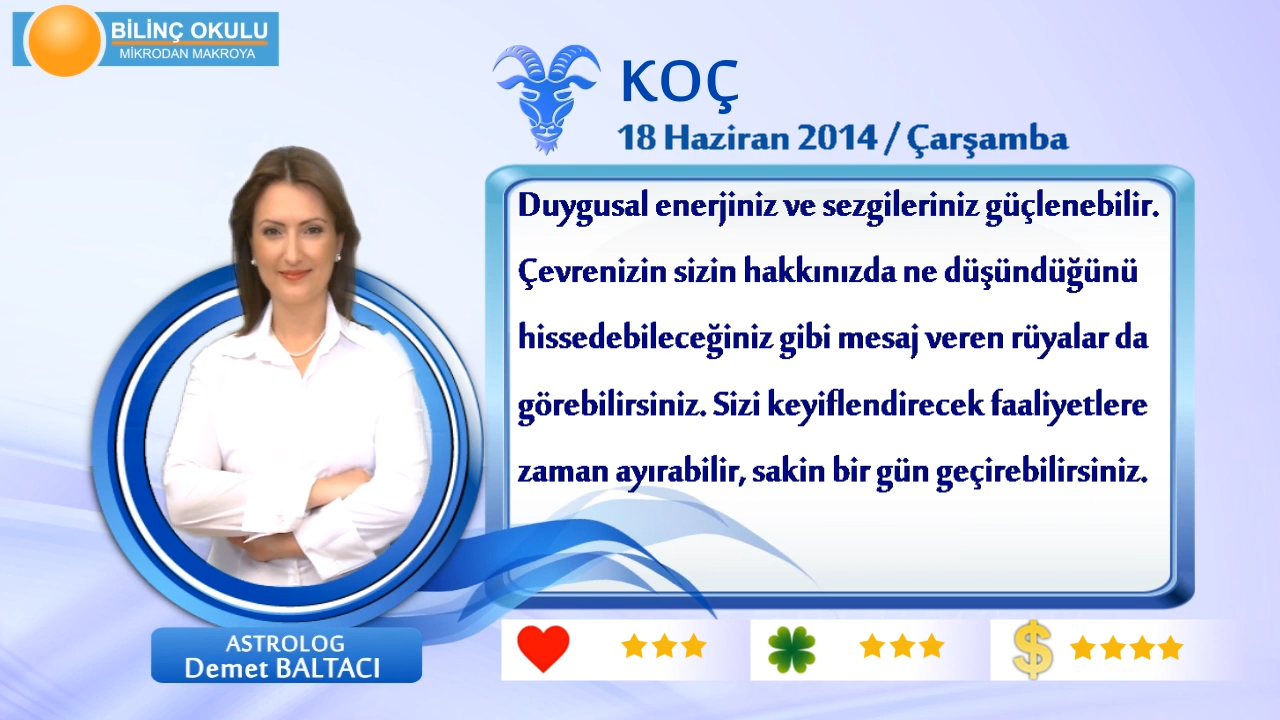 BİLİNÇ OKULU
MİKRODAN MAKROYA
KOÇ
18 Haziran 2014 / Çarşamba
Duygusal enerjiniz ve sezgileriniz güçlenebilir.
Çevrenizin sizin hakkınızda ne düşündüğünü
hissedebileceğiniz gibi mesaj veren rüyalar da
görebilirsiniz. Sizi keyiflendirecek faaliyetlere
zaman ayırabilir, sakin bir gün geçirebilirsiniz.
ASTROLOG
Demet BALTACI